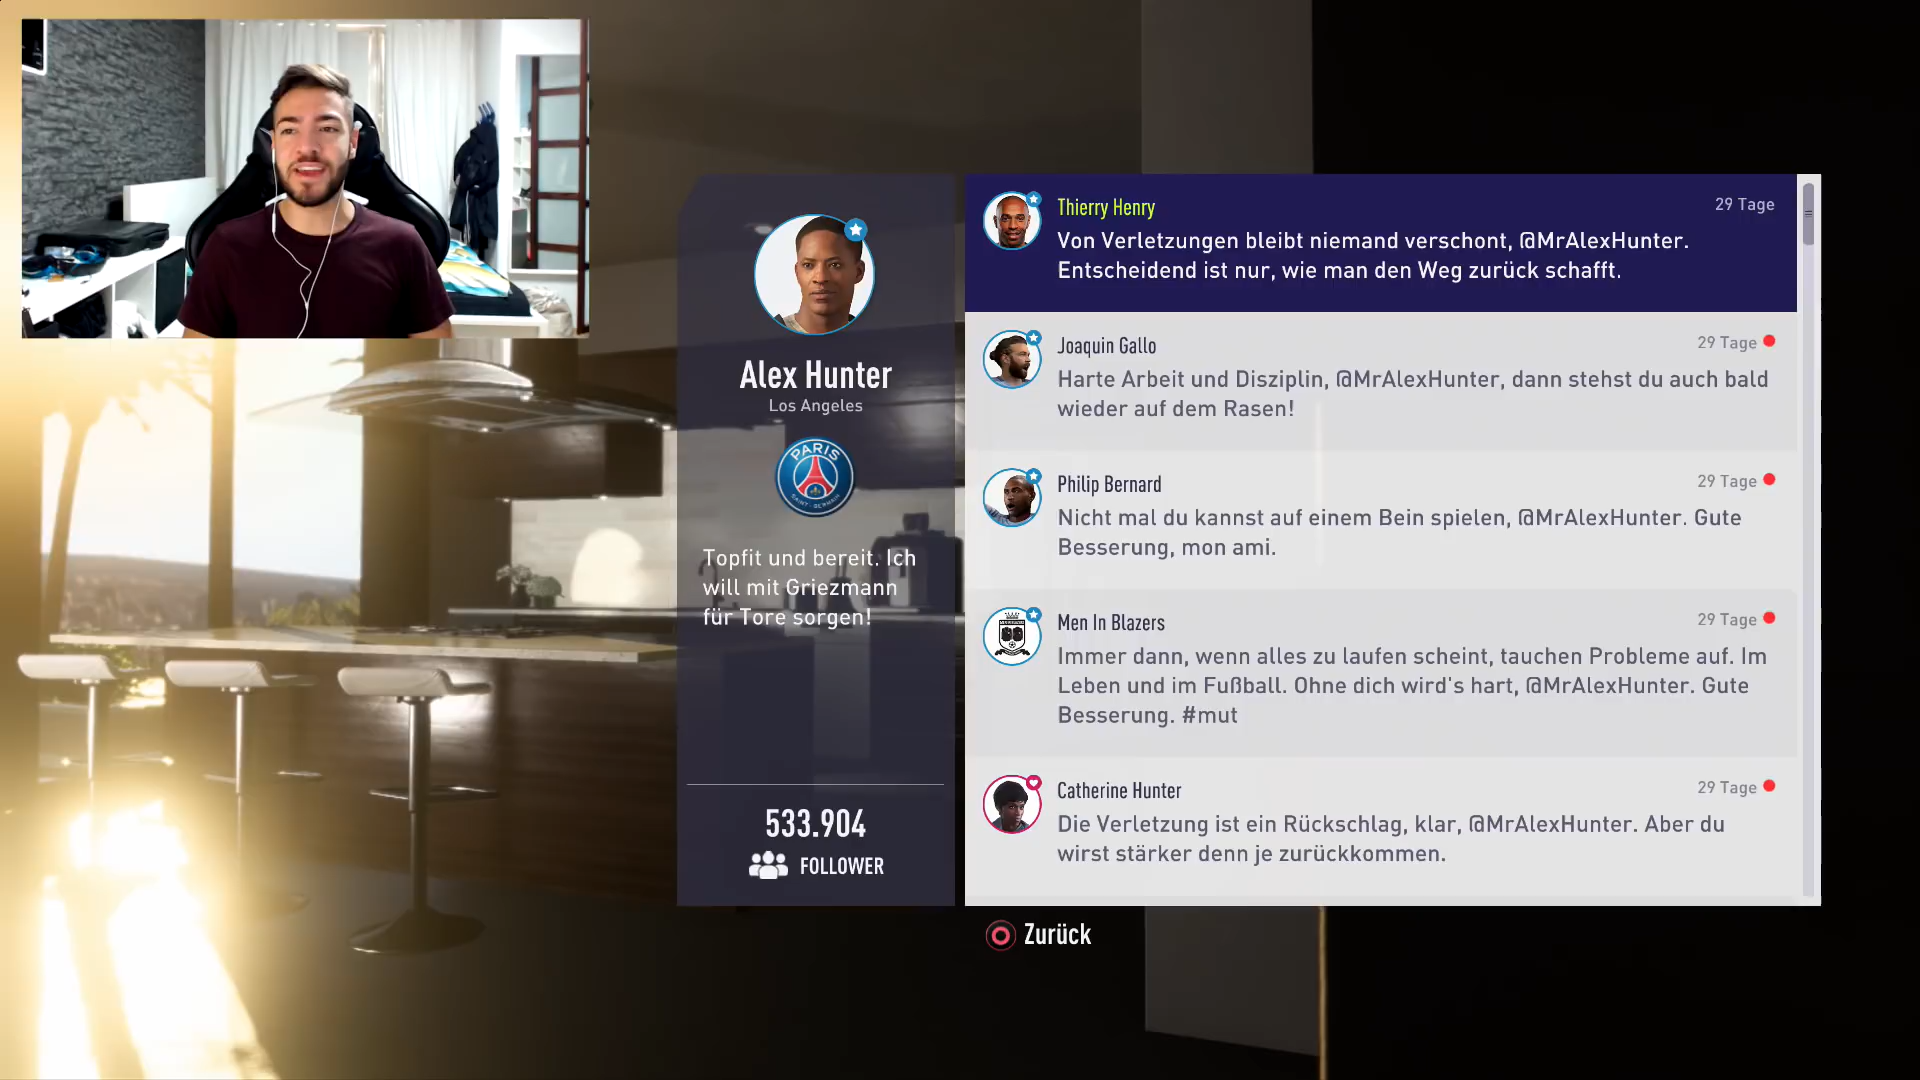 Alex Hunter
Los Angeles
PARIS
SAINT-GERMAIN
Topfit und bereit. Ich
will mit Griezmann
für Tore sorgen!
533.904
FOLLOWER
Thierry Henry
29 Tage
Von Verletzungen bleibt niemand verschont, @MrAlexHunter.
Entscheidend ist nur, wie man den Weg zurück schafft.
Joaquin Gallo
29 Tage
Harte Arbeit und Disziplin, @MrAlexHunter, dann stehst du auch bald
wieder auf dem Rasen!
Philip Bernard
29 Tage
Nicht mal du kannst auf einem Bein spielen, @MrAlexHunter. Gute
Besserung, mon ami.
Men In Blazers
29 Tage
Immer dann, wenn alles zu laufen scheint, tauchen Probleme auf. Im
Leben und im Fußball. Ohne dich wird's hart, @MrAlexHunter. Gute
Besserung. #mut
Catherine Hunter
29 Tage
Die Verletzung ist ein Rückschlag, klar, @MrAlexHunter. Aber du
wirst stärker denn je zurückkommen.
Zurück